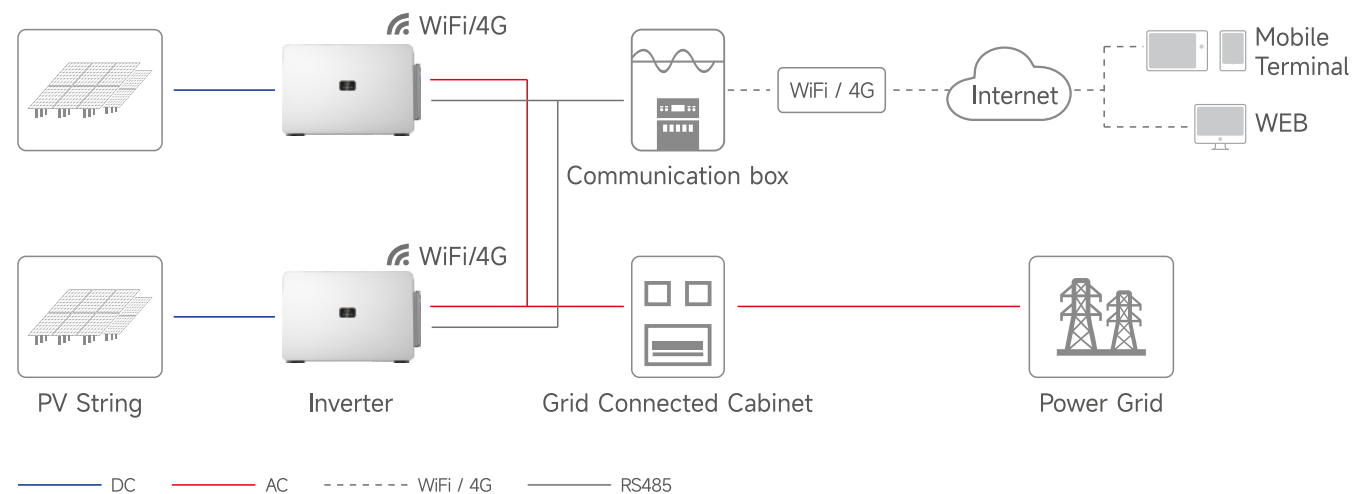 WiFi/4G
WiFi / 4G
Internet
Mobile
Terminal
WEB
Communication box
WiFi/4G
PV String
Inverter
Grid Connected Cabinet
Power Grid
DC
AC
WiFi / 4G
RS485